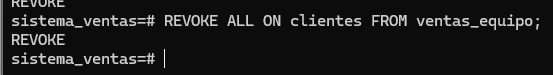 REVOKE
sistema_ventas=# REVOKE ALL ON clientes FROM ventas_equipo;
REVOKE
sistema_ventas=#